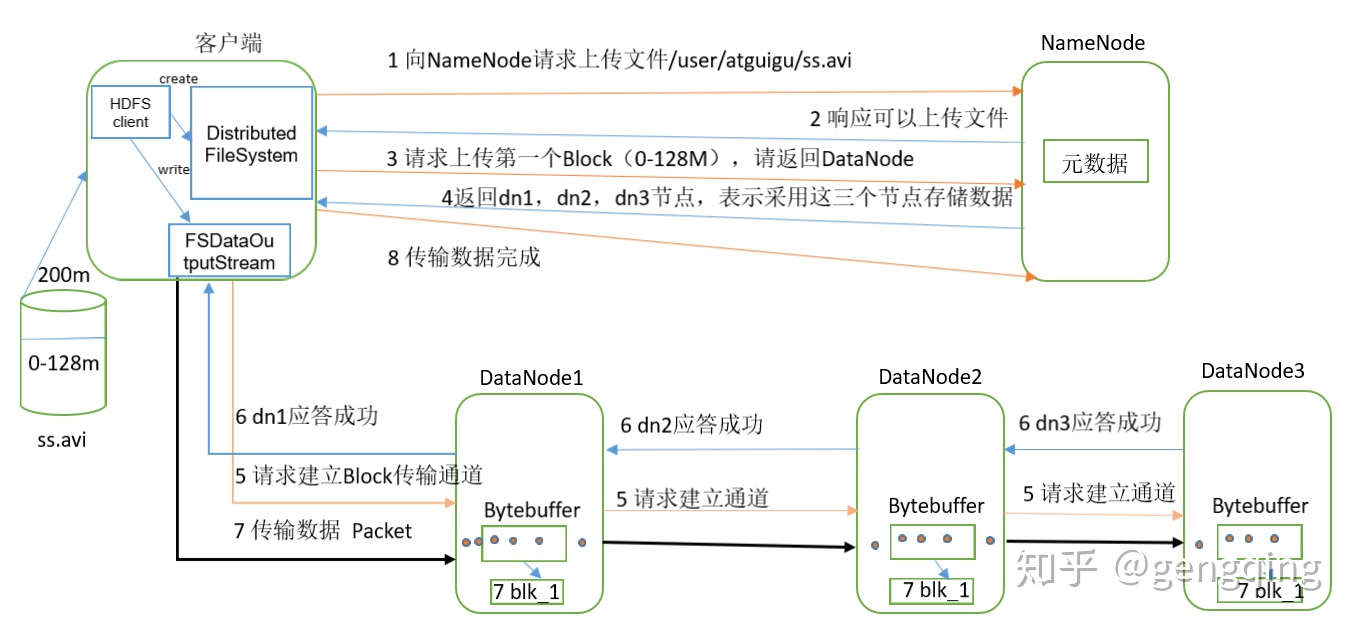 客户端
NameNode
1 向NameNode请求上传文件/user/atguigu/ss.avi
create
HDFS
client
Distributed
FileSystem
2 响应可以上传文件
3 请求上传第一个Block（0-128M），请返回DataNode
元数据
write
4返回dn1，dn2，dn3节点，表示采用这三个节点存储数据
FSDataOu
tputStream
8 传输数据完成
200m
0-128m
ss.avi
DataNode1
DataNode2
DataNode3
6 dn1应答成功
6 dn2应答成功
6 dn3应答成功
5 请求建立Block传输通道
5 请求建立通道
5 请求建立通道
7 传输数据 Packet
Bytebuffer
Bytebuffer
Bytebuffer
7 blk_1
7 blk_1
7 blk_1
知乎 @gengqing